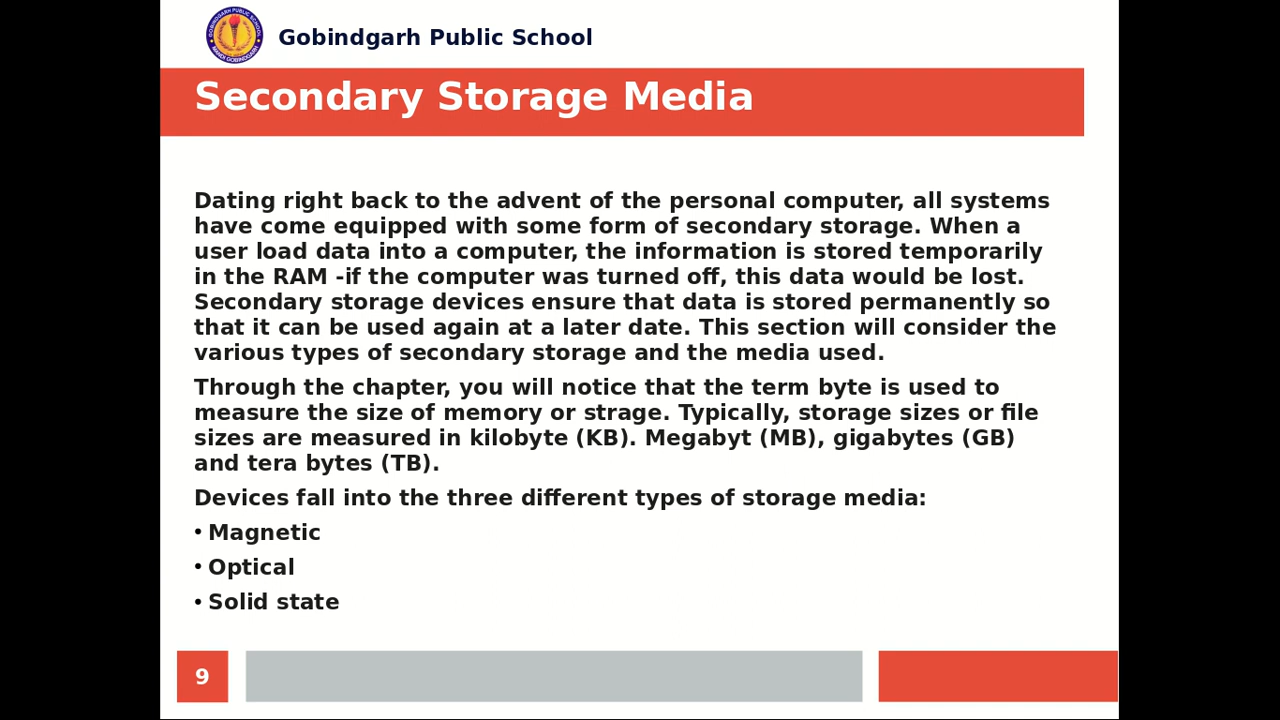 GOBINDGARH PUBLIC SCHOOL
MANDI GOBINDGARH
Gobindgarh Public School
Secondary Storage Media
Dating right back to the advent of the personal computer, all systems
have come equipped with some form of secondary storage. When a
user load data into a computer, the information is stored temporarily
in the RAM -if the computer was turned off, this data would be lost.
Secondary storage devices ensure that data is stored permanently so
that it can be used again at a later date. This section will consider the
various types of secondary storage and the media used.
Through the chapter, you will notice that the term byte is used to
measure the size of memory or strage. Typically, storage sizes or file
sizes are measured in kilobyte (KB). Megabyt (MB), gigabytes (GB)
and tera bytes (TB).
Devices fall into the three different types of storage media:
• Magnetic
• Optical
• Solid state
9